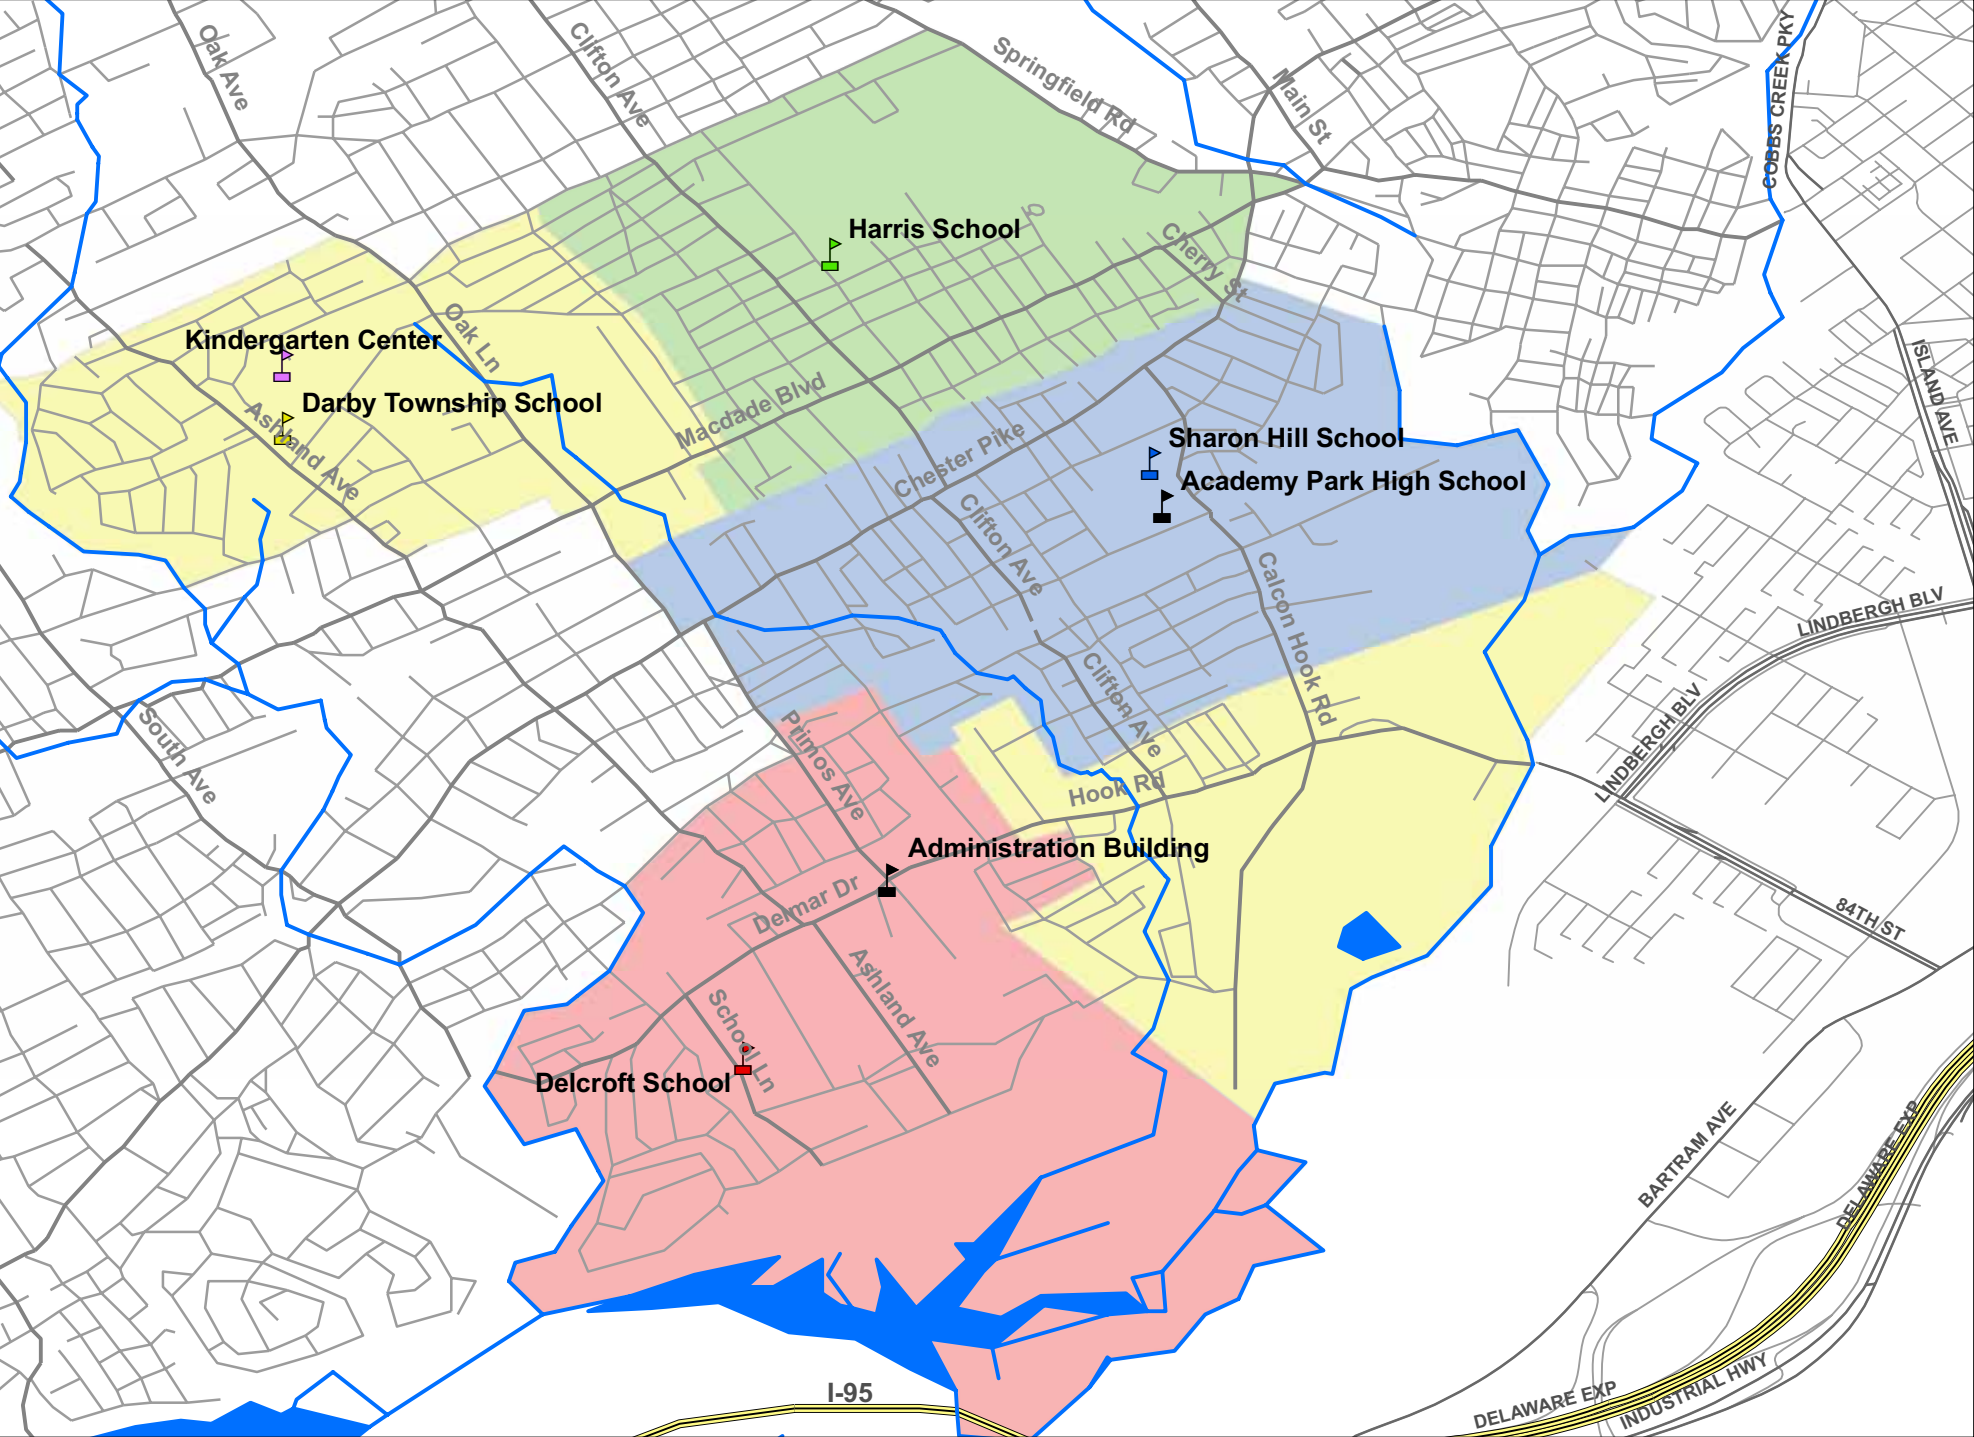 Oak Ave
Clifton Ave
Springfield Rd
Main St
COBBS CREEK PKY
Harris School
Cherry St
Kindergarten Center
Oak Ln
ISLAND AVE
Darby Township School
Ashland Ave
Macdade Blvd
Chester Pike
Sharon Hill School
Academy Park High School
Clifton Ave
Calcon Hook Rd
LINDBERGH BLV
Clifton Ave
LINDBERGH BLV
South Ave
Primos Ave
Hook Rd
Administration Building
Delmar Dr
84TH ST
Ashland Ave
School Ln
Delcroft School
BARTRAM AVE
DELAWARE EXP
I-95
DELAWARE EXP
INDUSTRIAL HWY